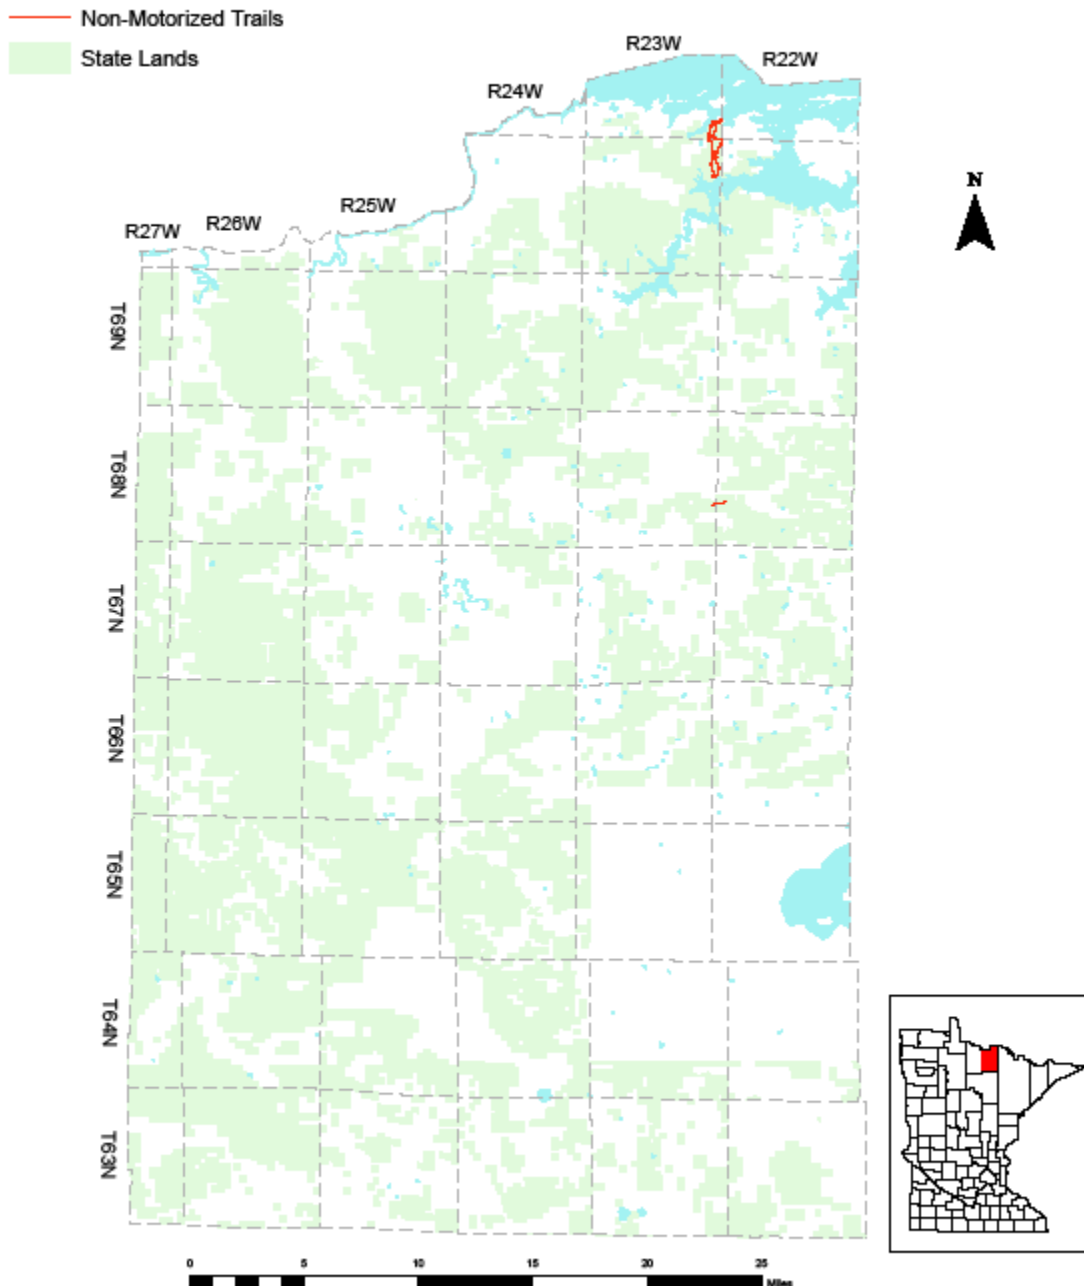 Non-Motorized Trails
State Lands
R23W
R22W
R24W
R25W
R26W
R27W
N
T69N
T68N
T67N
T66N
T65N
T64N
T63N
0 5 10 15 20 25
Miles